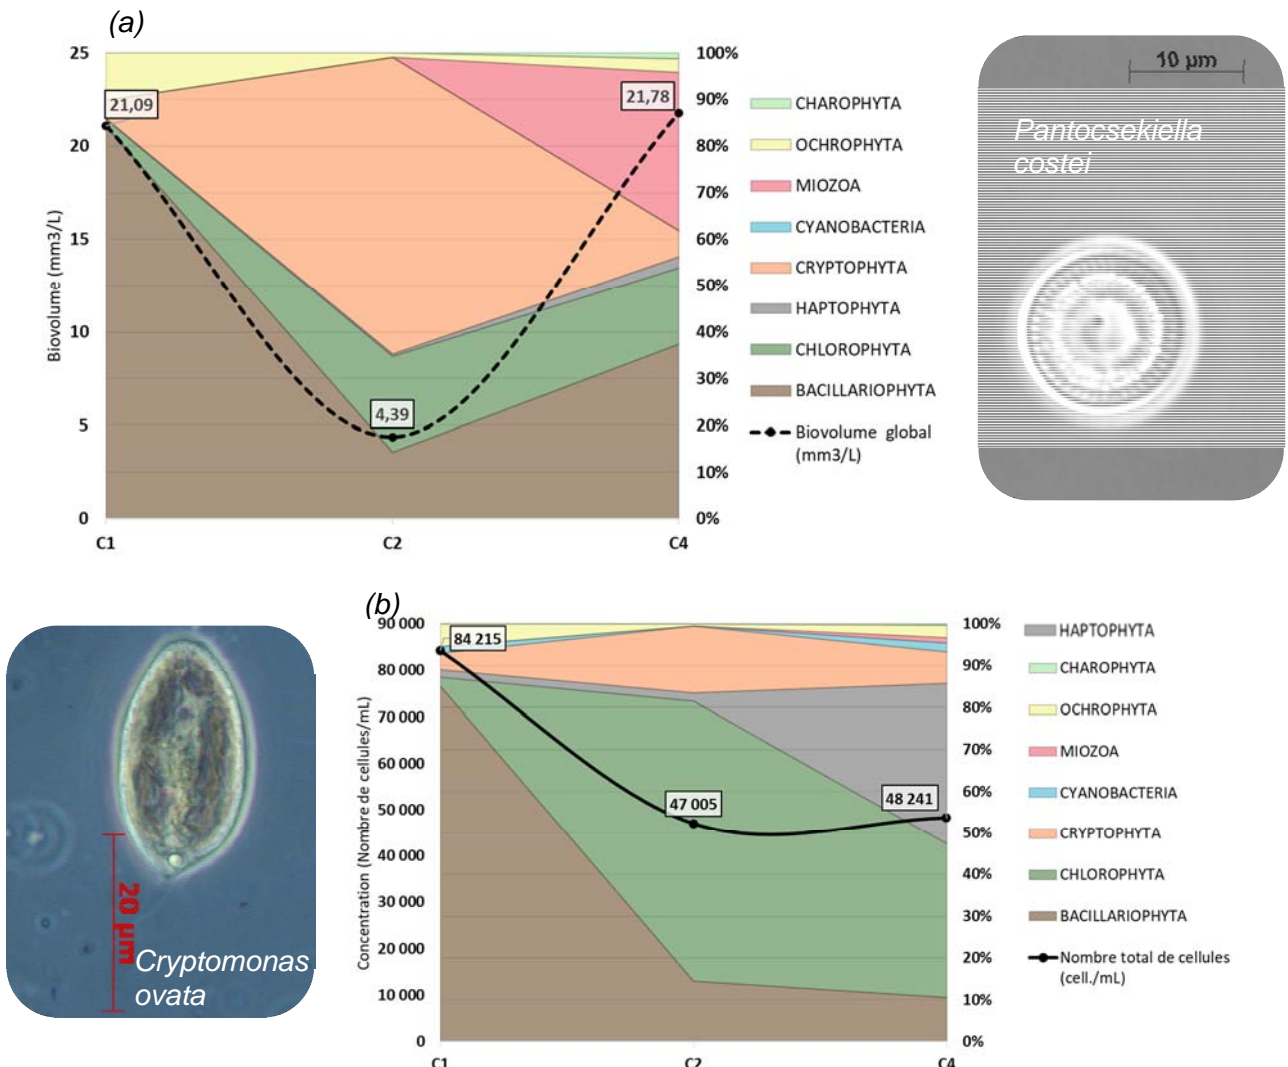 (a)
25
20
15
10
5
0
Biovolume (mm3/L)
21,09
4,39
21,78
100%
90%
80%
70%
60%
50%
40%
30%
20%
10%
0%
C1
C2
C4
CHAROPHYTA
OCHROPHYTA
MIOZOA
CYANOBACTERIA
CRYPTOPHYTA
HAPTOPHYTA
CHLOROPHYTA
BACILLARIOPHYTA
Biovolume global
(mm3/L)
10 µm
Pantocsekiella
costei
20 µm
Cryptomonas
ovata
(b)
90 000
80 000
70 000
60 000
50 000
40 000
30 000
20 000
10 000
0
Concentration (Nombre de cellules/mL)
84 215
47 005
48 241
100%
90%
80%
70%
60%
50%
40%
30%
20%
10%
0%
C1
C2
C4
HAPTOPHYTA
CHAROPHYTA
OCHROPHYTA
MIOZOA
CYANOBACTERIA
CRYPTOPHYTA
CHLOROPHYTA
BACILLARIOPHYTA
Nombre total de cellules
(cell./mL)